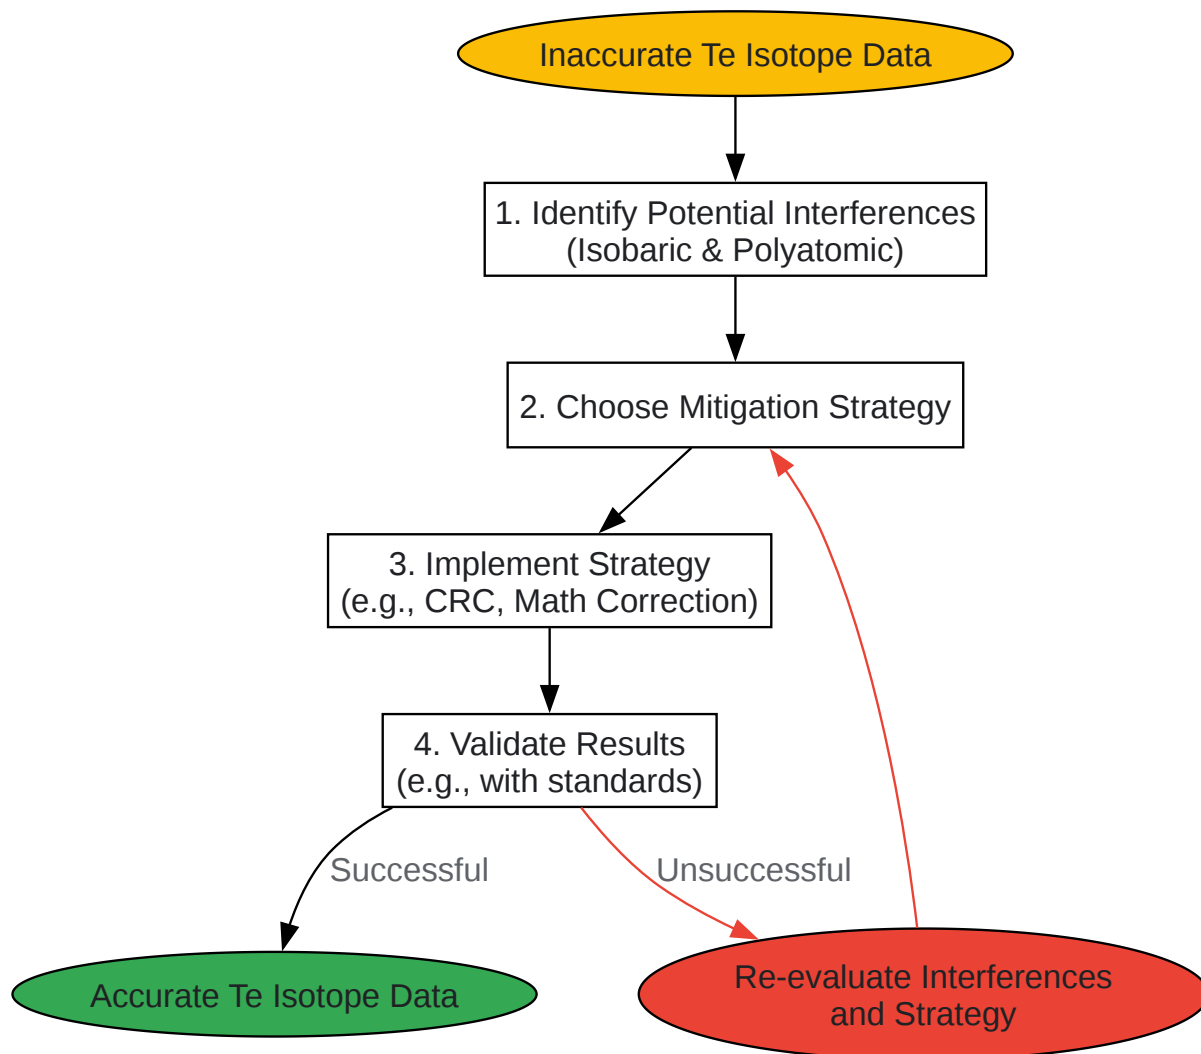 Inaccurate Te Isotope Data
1. Identify Potential Interferences
(Isobaric & Polyatomic)
2. Choose Mitigation Strategy
3. Implement Strategy
(e.g., CRC, Math Correction)
4. Validate Results
(e.g., with standards)
Successful
Unsuccessful
Accurate Te Isotope Data
Re-evaluate Interferences
and Strategy